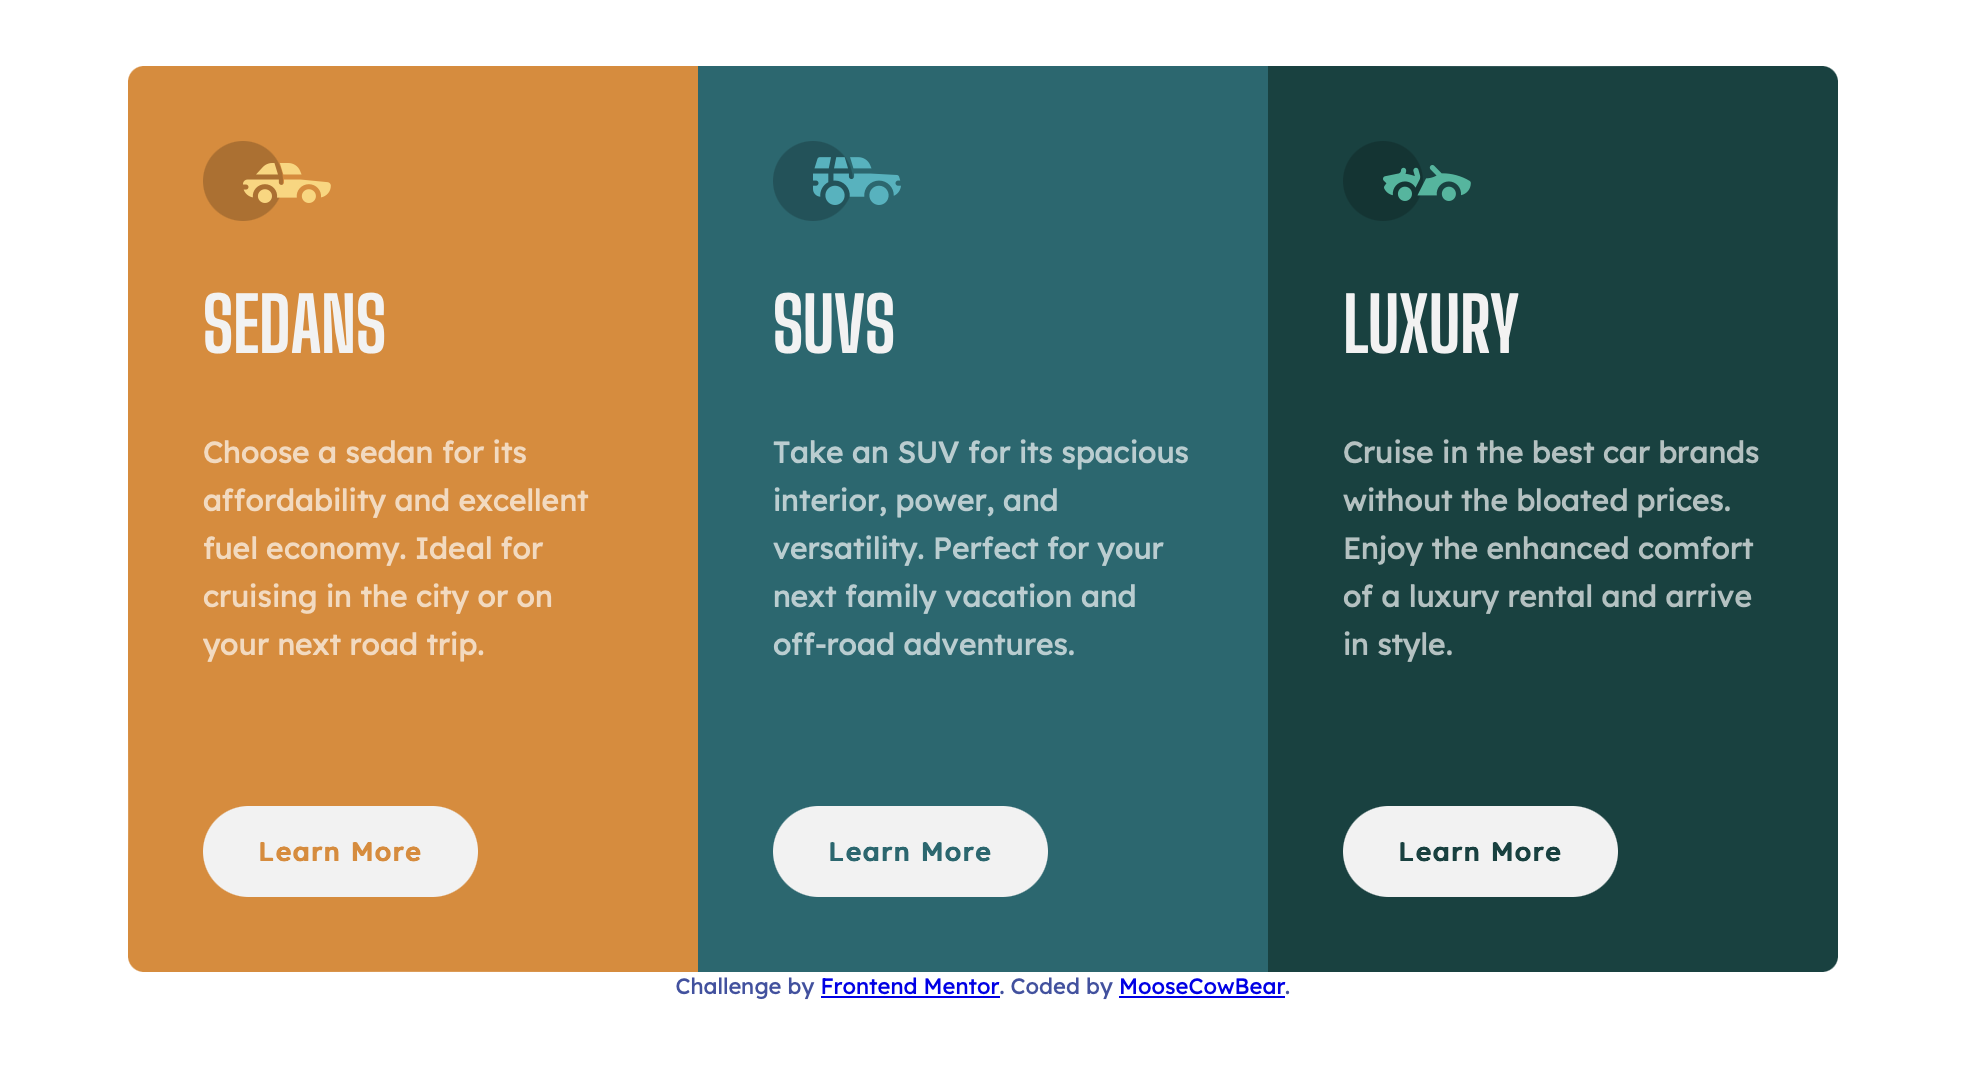 SEDANS
Choose a sedan for its
affordability and excellent
fuel economy. Ideal for
cruising in the city or on
your next road trip.
Learn More
SUVS
Take an SUV for its spacious
interior, power, and
versatility. Perfect for your
next family vacation and
off-road adventures.
Learn More
LUXURY
Cruise in the best car brands
without the bloated prices.
Enjoy the enhanced comfort
of a luxury rental and arrive
in style.
Learn More
Challenge by Frontend Mentor. Coded by MooseCowBear.